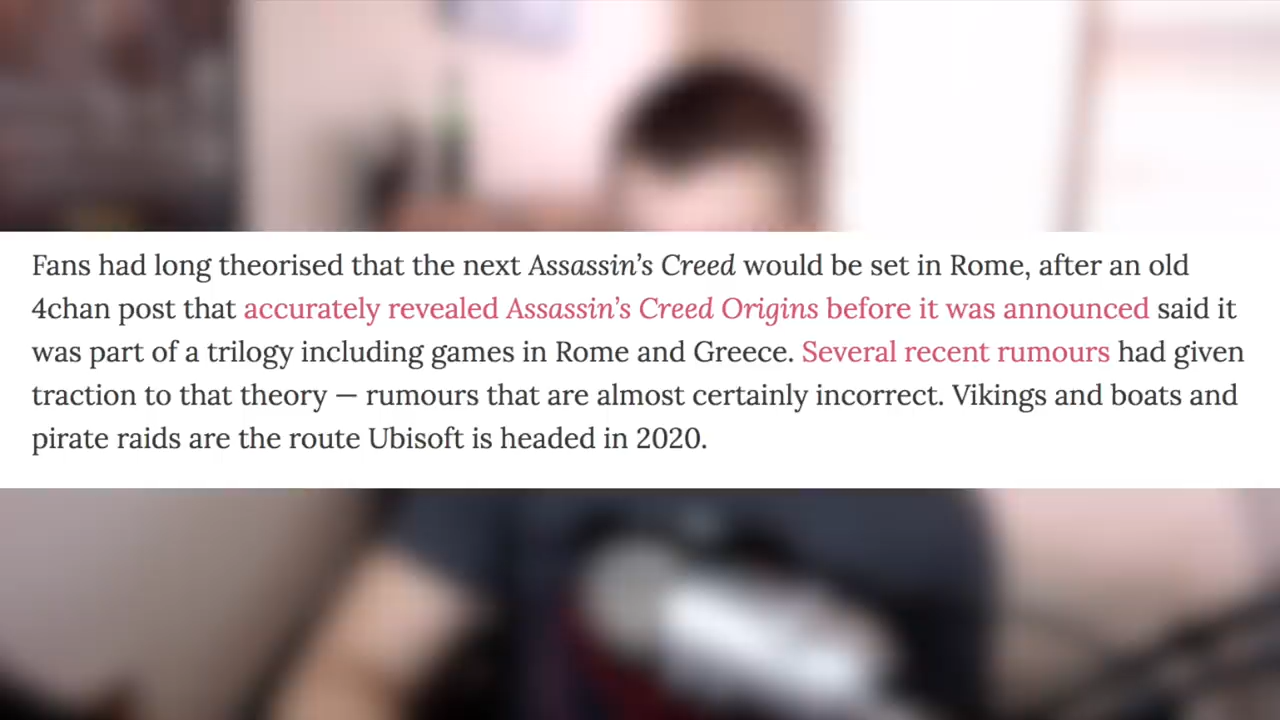 Fans had long theorised that the next Assassin’s Creed would be set in Rome, after an old
4chan post that accurately revealed Assassin’s Creed Origins before it was announced said it
was part of a trilogy including games in Rome and Greece. Several recent rumours had given
traction to that theory — rumours that are almost certainly incorrect. Vikings and boats and
pirate raids are the route Ubisoft is headed in 2020.